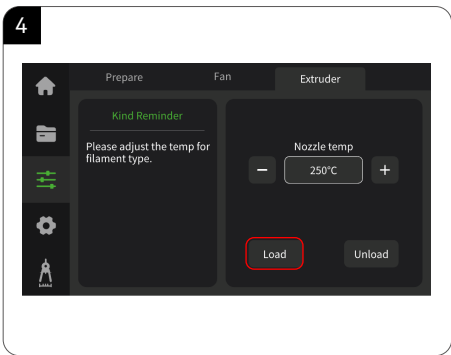 4
Prepare
Fan
Extruder
Kind Reminder
Please adjust the temp for
filament type.
Nozzle temp
−
250°C
+
Load
Unload